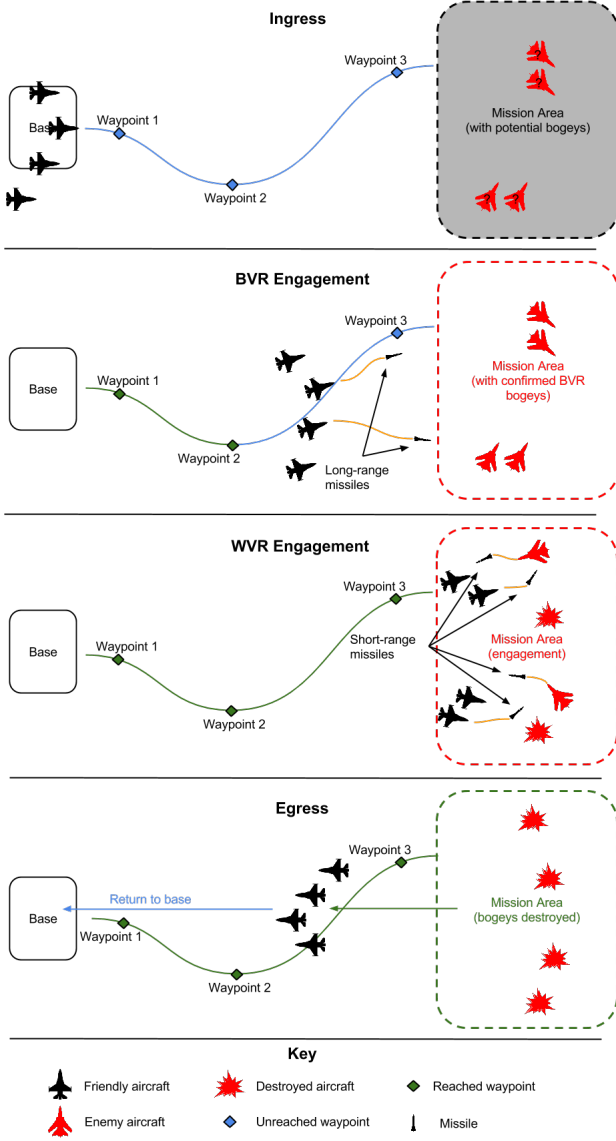 Ingress
Waypoint 3
? ?
Mission Area
(with potential bogeys)
Waypoint 1
Base
Waypoint 2
? ?
BVR Engagement
Waypoint 3
Mission Area
(with confirmed BVR
bogeys)
Waypoint 1
Base
Waypoint 2
Long-range
missiles
WVR Engagement
Waypoint 3
Short-range
missiles
Mission Area
(engagement)
Waypoint 1
Base
Waypoint 2
Egress
Waypoint 3
Return to base
Mission Area
(bogeys destroyed)
Base
Waypoint 1
Waypoint 2
Key
Friendly aircraft
Destroyed aircraft
Reached waypoint
Enemy aircraft
Unreached waypoint
Missile